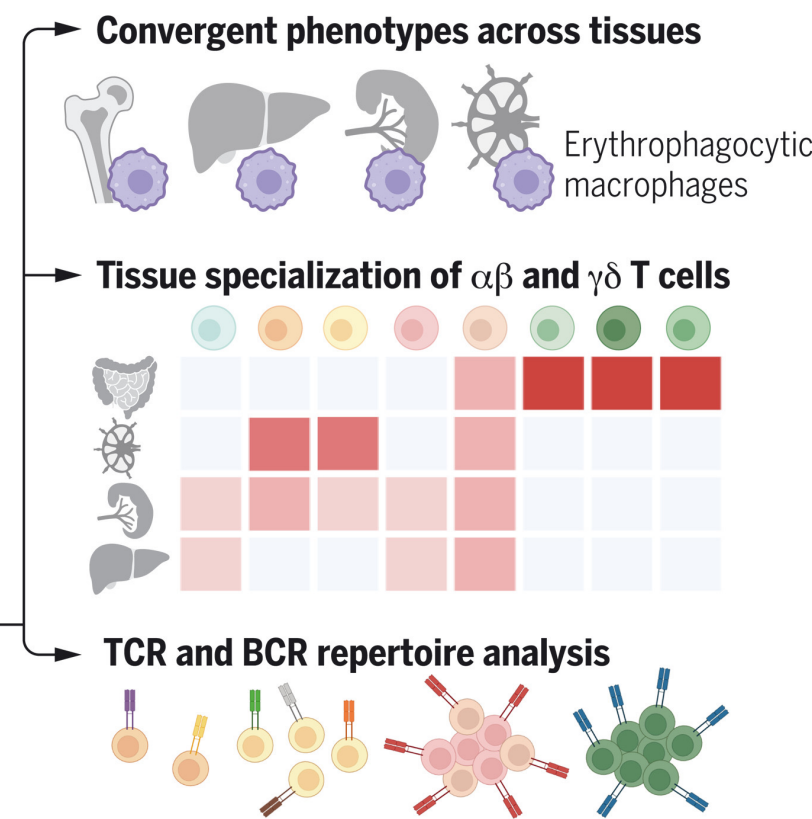 Convergent phenotypes across tissues
Erythrophagocytic
macrophages
Tissue specialization of αβ and γδ T cells
TCR and BCR repertoire analysis